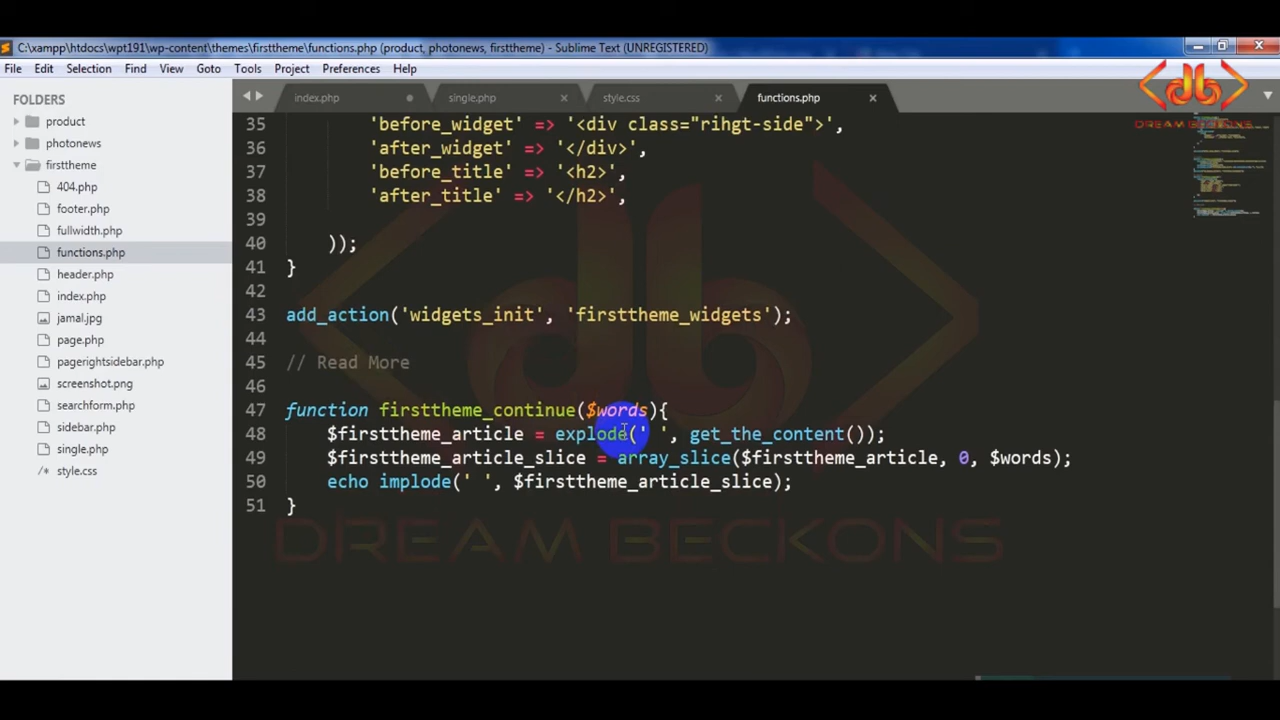 C:\xampp\htdocs\wpt191\wp-content\themes\firsttheme\functions.php (product, photonews, firsttheme) - Sublime Text (UNREGISTERED)
File Edit Selection Find View Goto Tools Project Preferences Help
FOLDERS
product
photonews
firsttheme
404.php
footer.php
fullwidth.php
functions.php
header.php
index.php
jamal.jpg
page.php
pagerightsidebar.php
screenshot.png
searchform.php
sidebar.php
single.php
style.css
index.php single.php style.css functions.php
DREAM BECKONS
35 'before_widget' => '<div class="rihgt-side">',
36 'after_widget' => '</div>',
37 'before_title' => '<h2>',
38 'after_title' => '</h2>',
39
40 ));
41 }
42
43 add_action('widgets_init', 'firsttheme_widgets');
44
45 // Read More
46
47 function firsttheme_continue($words){
48 $firsttheme_article = explode(' ', get_the_content());
49 $firsttheme_article_slice = array_slice($firsttheme_article, 0, $words);
50 echo implode(' ', $firsttheme_article_slice);
51 }
DREAM BECKONS